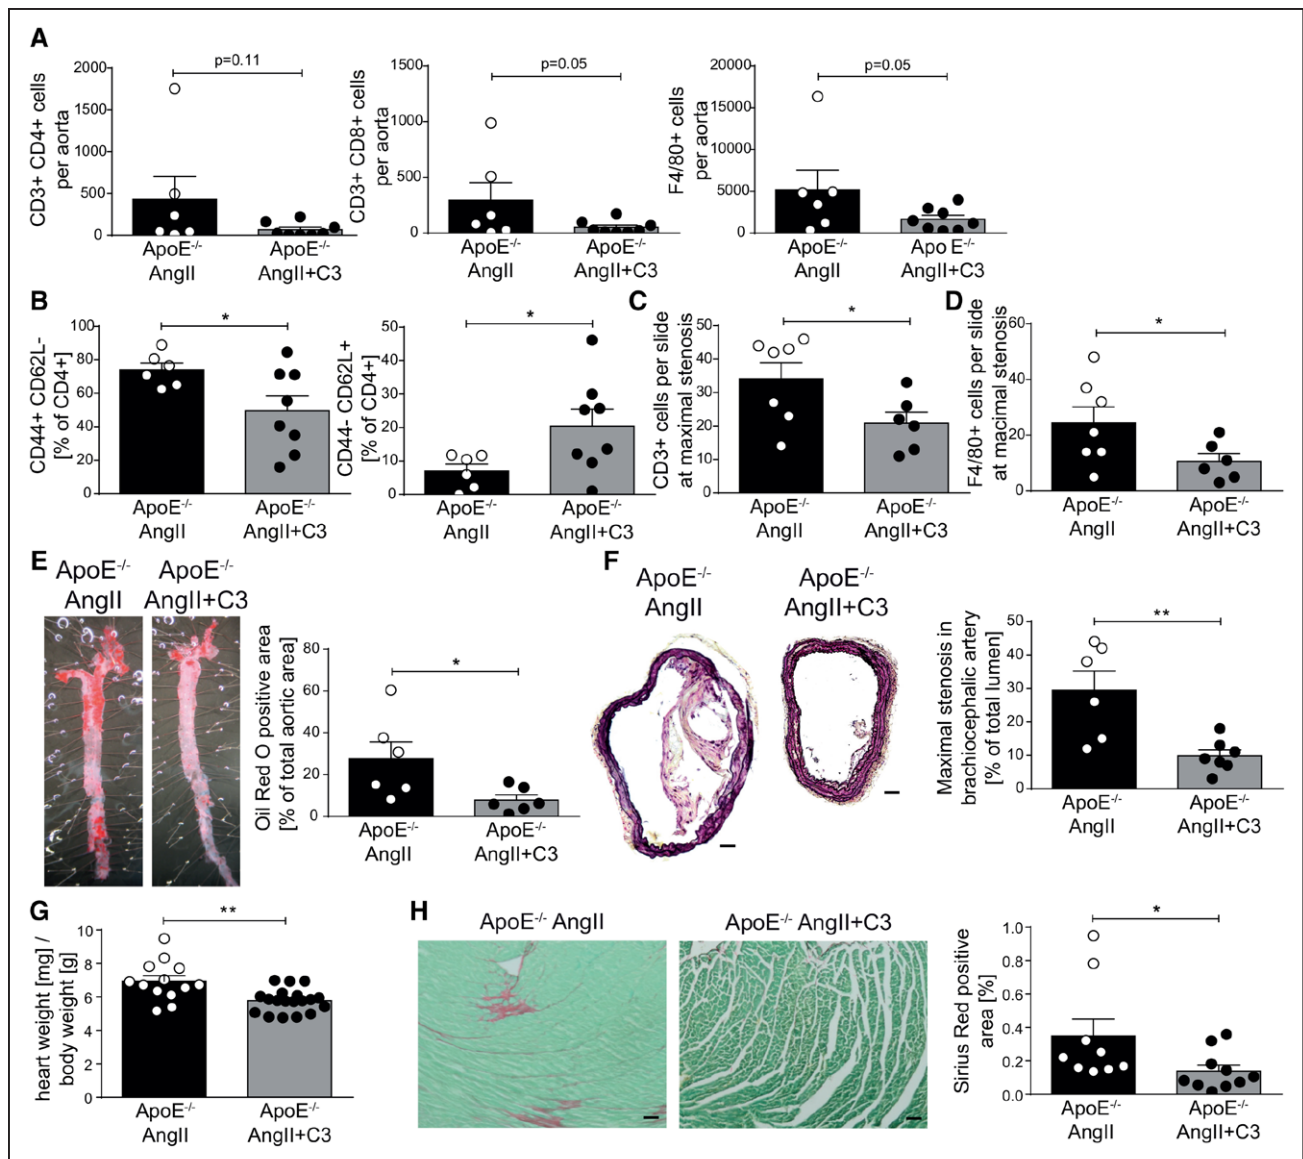 A
CD3+ CD4+ cells
per aorta
2000
1500
1000
500
0
p=0.11
ApoE-/-
AngII
ApoE-/-
AngII+C3
CD3+ CD8+ cells
per aorta
1500
1000
500
0
p=0.05
ApoE-/-
AngII
ApoE-/-
AngII+C3
F4/80+ cells
per aorta
20000
15000
10000
5000
0
p=0.05
ApoE-/-
AngII
Apo E-/-
AngII+C3
B
CD44+ CD62L-
[% of CD4+]
100
80
60
40
20
0
*
ApoE-/-
AngII
ApoE-/-
AngII+C3
CD44- CD62L+
[% of CD4+]
50
40
30
20
10
0
*
ApoE-/-
AngII
ApoE-/-
AngII+C3
C
CD3+ cells per slide
at maximal stenosis
50
40
30
20
10
0
*
ApoE-/-
AngII
ApoE-/-
AngII+C3
D
F4/80+ cells per slide
at macimal stenosis
60
40
20
0
*
ApoE-/-
AngII
ApoE-/-
AngII+C3
E
ApoE-/-
AngII
ApoE-/-
AngII+C3
Oil Red O positive area
[% of total aortic area]
80
60
40
20
0
*
ApoE-/-
AngII
ApoE-/-
AngII+C3
F
ApoE-/-
AngII
ApoE-/-
AngII+C3
Maximal stenosis in
brachiocephalic artery
[% of total lumen]
50
40
30
20
10
0
**
ApoE-/-
AngII
ApoE-/-
AngII+C3
G
heart weight [mg] /
body weight [g]
10
8
6
4
2
0
**
ApoE-/-
AngII
ApoE-/-
AngII+C3
H
ApoE-/- AngII
ApoE-/- AngII+C3
Sirius Red positive
area [%]
1.0
0.8
0.6
0.4
0.2
0.0
*
ApoE-/-
AngII
ApoE-/-
AngII+C3